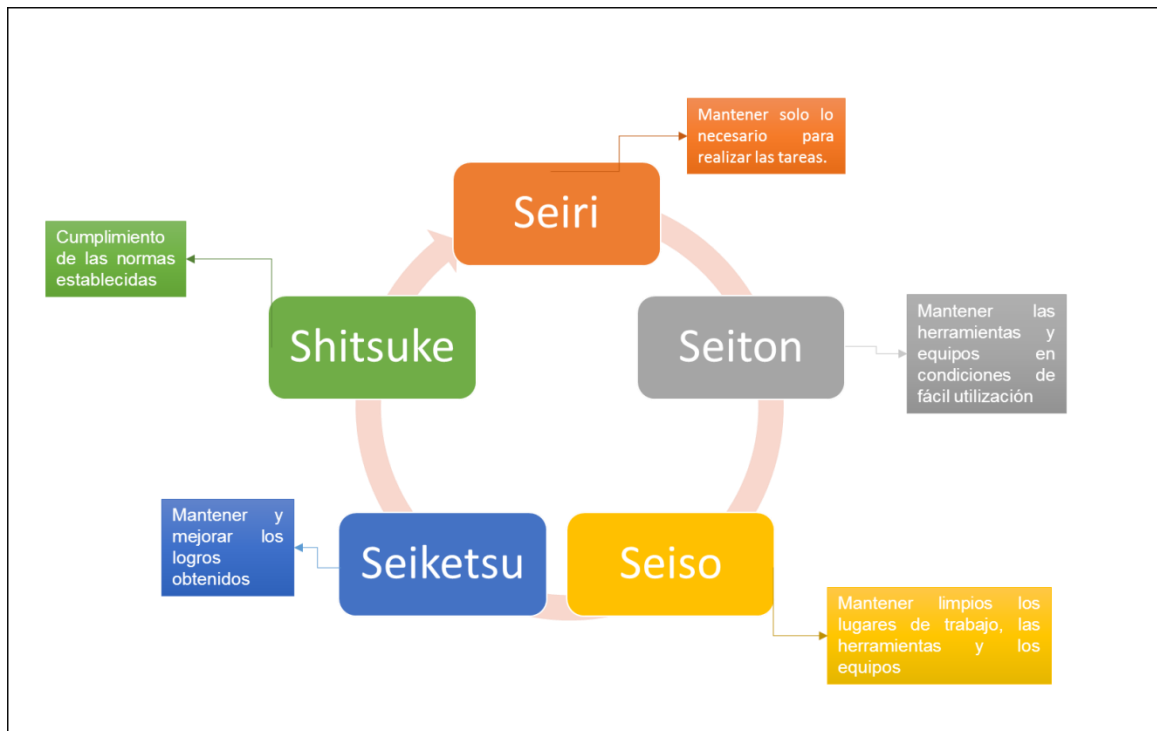 Seiri
Mantener solo lo
necesario para
realizar las tareas.
Seiton
Mantener las
herramientas y
equipos en
condiciones de
fácil utilización
Seiso
Mantener limpios los
lugares de trabajo, las
herramientas y los
equipos
Seiketsu
Mantener y
mejorar los
logros
obtenidos
Shitsuke
Cumplimiento
de las normas
establecidas